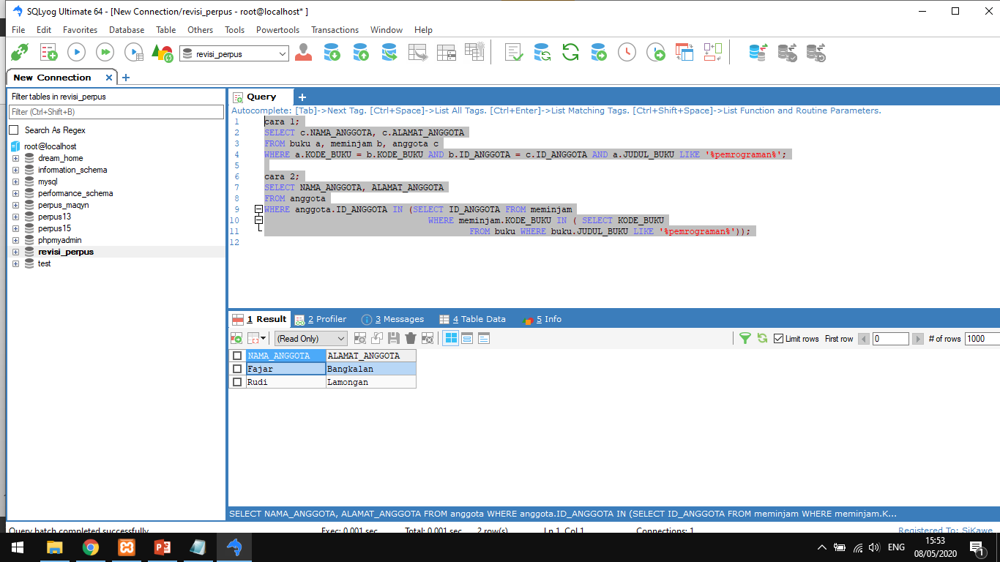 SQLyog Ultimate 64 - [New Connection/revisi_perpus - root@localhost* ]
File Edit Favorites Database Table Others Tools Powertools Transactions Window Help
revisi_perpus
New Connection
Filter tables in revisi_perpus
Filter (Ctrl+Shift+B)
Search As Regex
root@localhost
dream_home
information_schema
mysql
performance_schema
perpus_maqyn
perpus13
perpus15
phpmyadmin
revisi_perpus
test
Query
Autocomplete: [Tab]->Next Tag. [Ctrl+Space]->List All Tags. [Ctrl+Enter]->List Matching Tags. [Ctrl+Shift+Space]->List Function and Routine Parameters.
1 cara 1;
2 SELECT c.NAMA_ANGGOTA, c.ALAMAT_ANGGOTA
3 FROM buku a, meminjam b, anggota c
4 WHERE a.KODE_BUKU = b.KODE_BUKU AND b.ID_ANGGOTA = c.ID_ANGGOTA AND a.JUDUL_BUKU LIKE '%pemrograman%';
5
6 cara 2;
7 SELECT NAMA_ANGGOTA, ALAMAT_ANGGOTA
8 FROM anggota
9 WHERE anggota.ID_ANGGOTA IN (SELECT ID_ANGGOTA FROM meminjam
10 WHERE meminjam.KODE_BUKU IN ( SELECT KODE_BUKU
11 FROM buku WHERE buku.JUDUL_BUKU LIKE '%pemrograman%'));
12
1 Result 2 Profiler 3 Messages 4 Table Data 5 Info
(Read Only) Limit rows First row 0 # of rows 1000
NAMA_ANGGOTA ALAMAT_ANGGOTA
Fajar Bangkalan
Rudi Lamongan
SELECT NAMA_ANGGOTA, ALAMAT_ANGGOTA FROM anggota WHERE anggota.ID_ANGGOTA IN (SELECT ID_ANGGOTA FROM meminjam WHERE meminjam.K...
Query batch completed successfully Exec: 0.001 sec Total: 0.001 sec 2 row(s) Ln 1, Col 1 Connections: 1 Registered To: SiKawe
ENG 15:53
08/05/2020
1